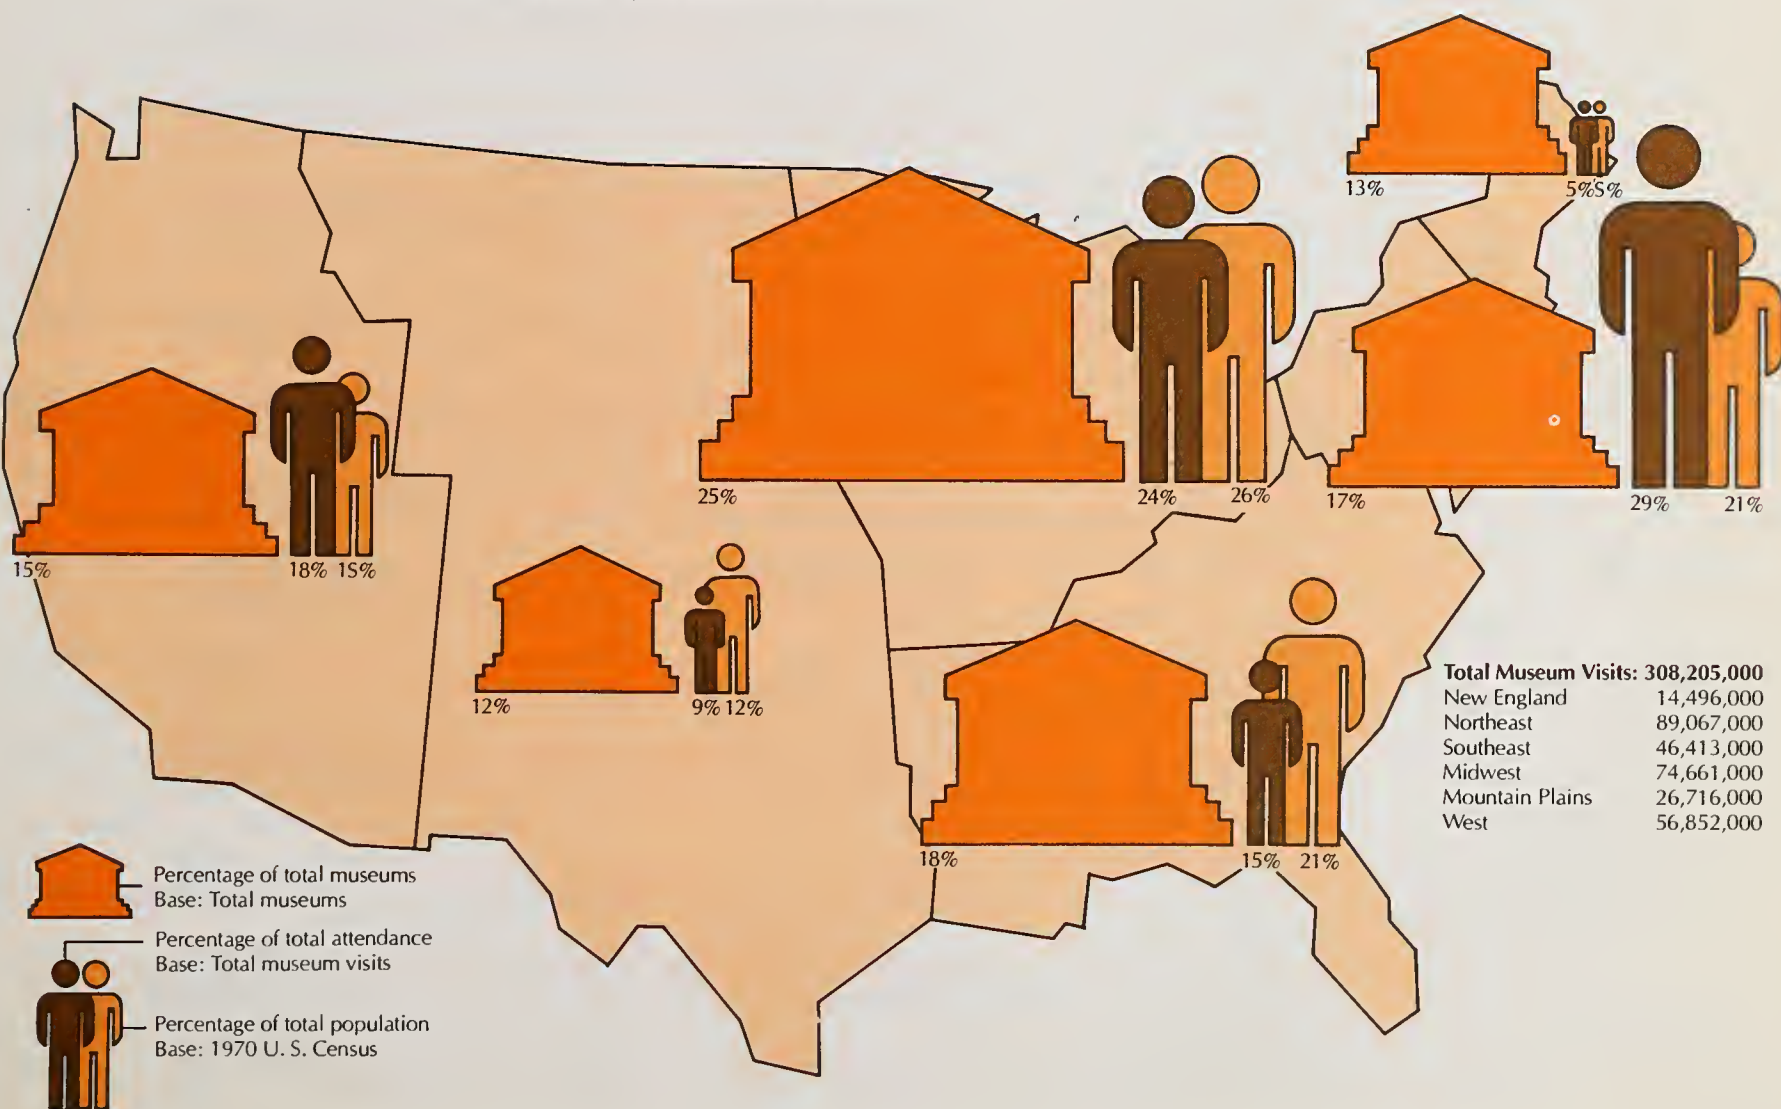 13%
5% 5%
25%
24%
26%
17%
29%
21%
15%
18% 15%
12%
9% 12%
18%
15% 21%
Total Museum Visits: 308,205,000
New England 14,496,000
Northeast 89,067,000
Southeast 46,413,000
Midwest 74,661,000
Mountain Plains 26,716,000
West 56,852,000
Percentage of total museums
Base: Total museums
Percentage of total attendance
Base: Total museum visits
Percentage of total population
Base: 1970 U. S. Census